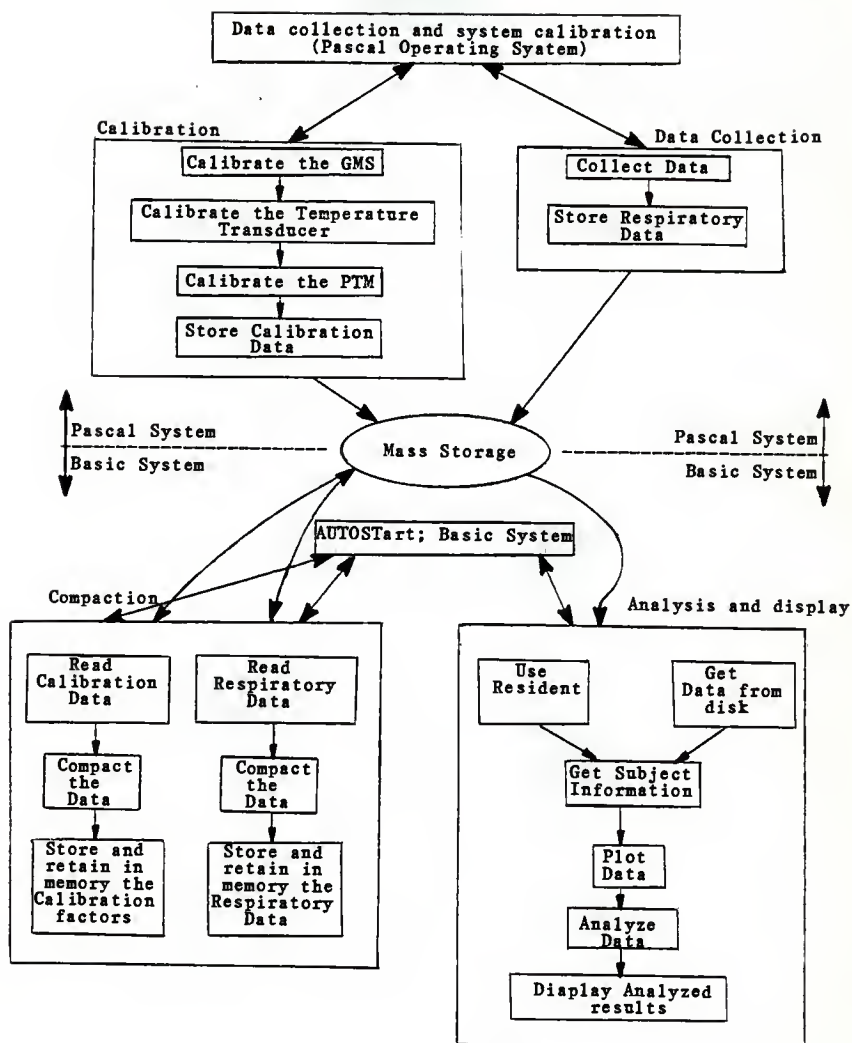 Data collection and system calibration
(Pascal Operating Syatem)
Calibration
Data Collection
Calibrate the GMS
Calibrate the Temperature
Transducer
Calibrate the PTM
Store Calibration
Data
Collect Data
Store Respiratory
Data
Pascal System
Basic System
Mass Storage
Pascal System
Basic System
AUTOSTart; Basic System
Compaction
Analysis and display
Read
Calibration
Data
Compact
the
Data
Store and
retain in
memory the
Calibration
factors
Read
Respiratory
Data
Compact
the
Data
Store and
retain in
memory the
Respiratory
Data
Use
Resident
Get
Data from
disk
Get Subject
Information
Plot
Data
Analyze
Data
Diaplay Analyzed
results